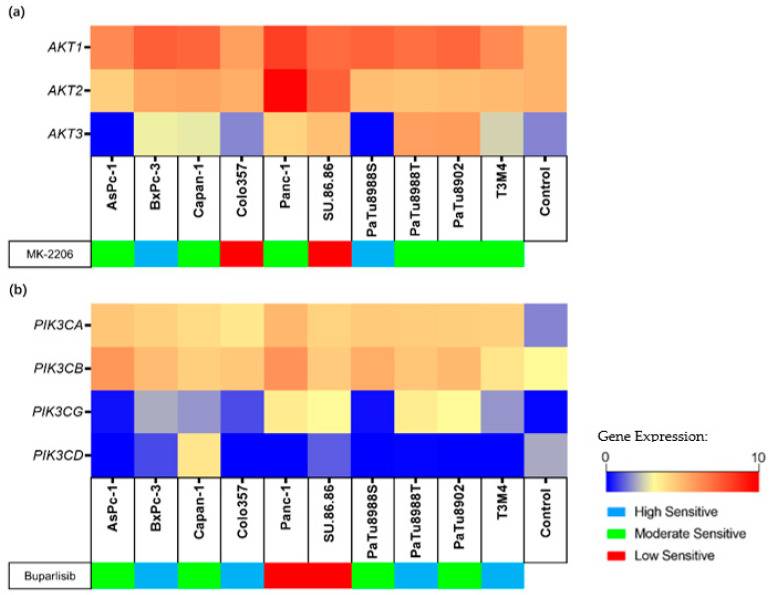 (a)
AKT1
AKT2
AKT3
AsPc-1 BxPc-3 Capan-1 Colo357 Panc-1 SU.86.86 PaTu8988S PaTu8988T PaTu8902 T3M4 Control
MK-2206
(b)
PIK3CA
PIK3CB
PIK3CG
PIK3CD
AsPc-1 BxPc-3 Capan-1 Colo357 Panc-1 SU.86.86 PaTu8988S PaTu8988T PaTu8902 T3M4 Control
Buparlisib
Gene Expression:
0 10
High Sensitive
Moderate Sensitive
Low Sensitive